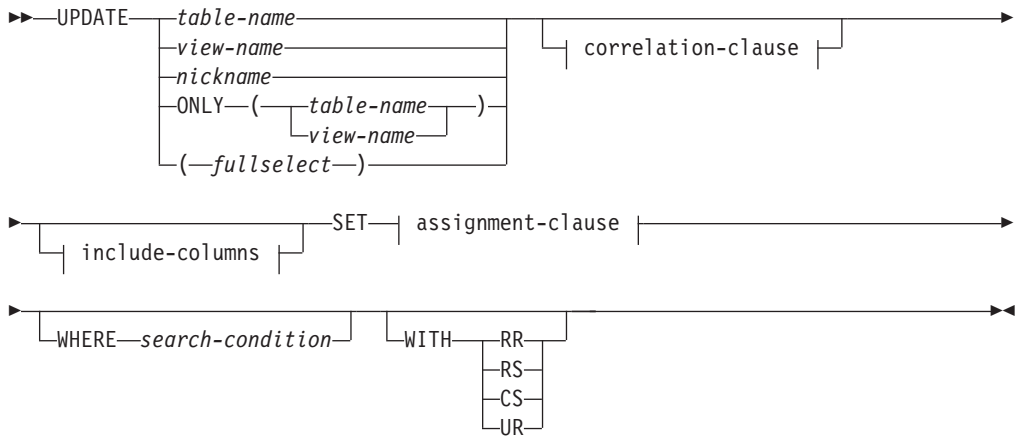 UPDATE table-name
view-name
nickname
ONLY ( table-name )
view-name
( fullselect )
correlation-clause
include-columns
SET assignment-clause
WHERE search-condition
WITH RR
RS
CS
UR